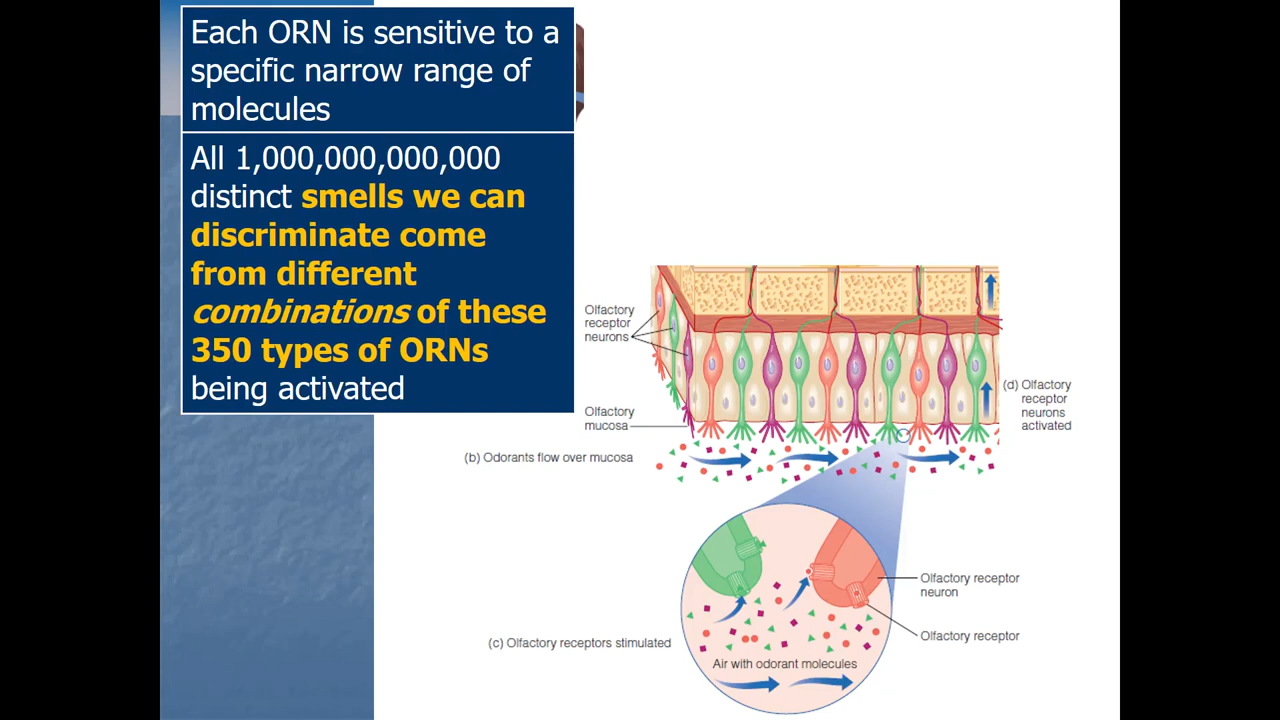 Each ORN is sensitive to a
specific narrow range of
molecules
All 1,000,000,000,000
distinct smells we can
discriminate come
from different
combinations of these
350 types of ORNs
being activated
Olfactory
receptor
neurons
Olfactory
mucosa
(b) Odorants flow over mucosa
(d) Olfactory
receptor
neurons
activated
Olfactory receptor
neuron
Olfactory receptor
(c) Olfactory receptors stimulated
Air with odorant molecules